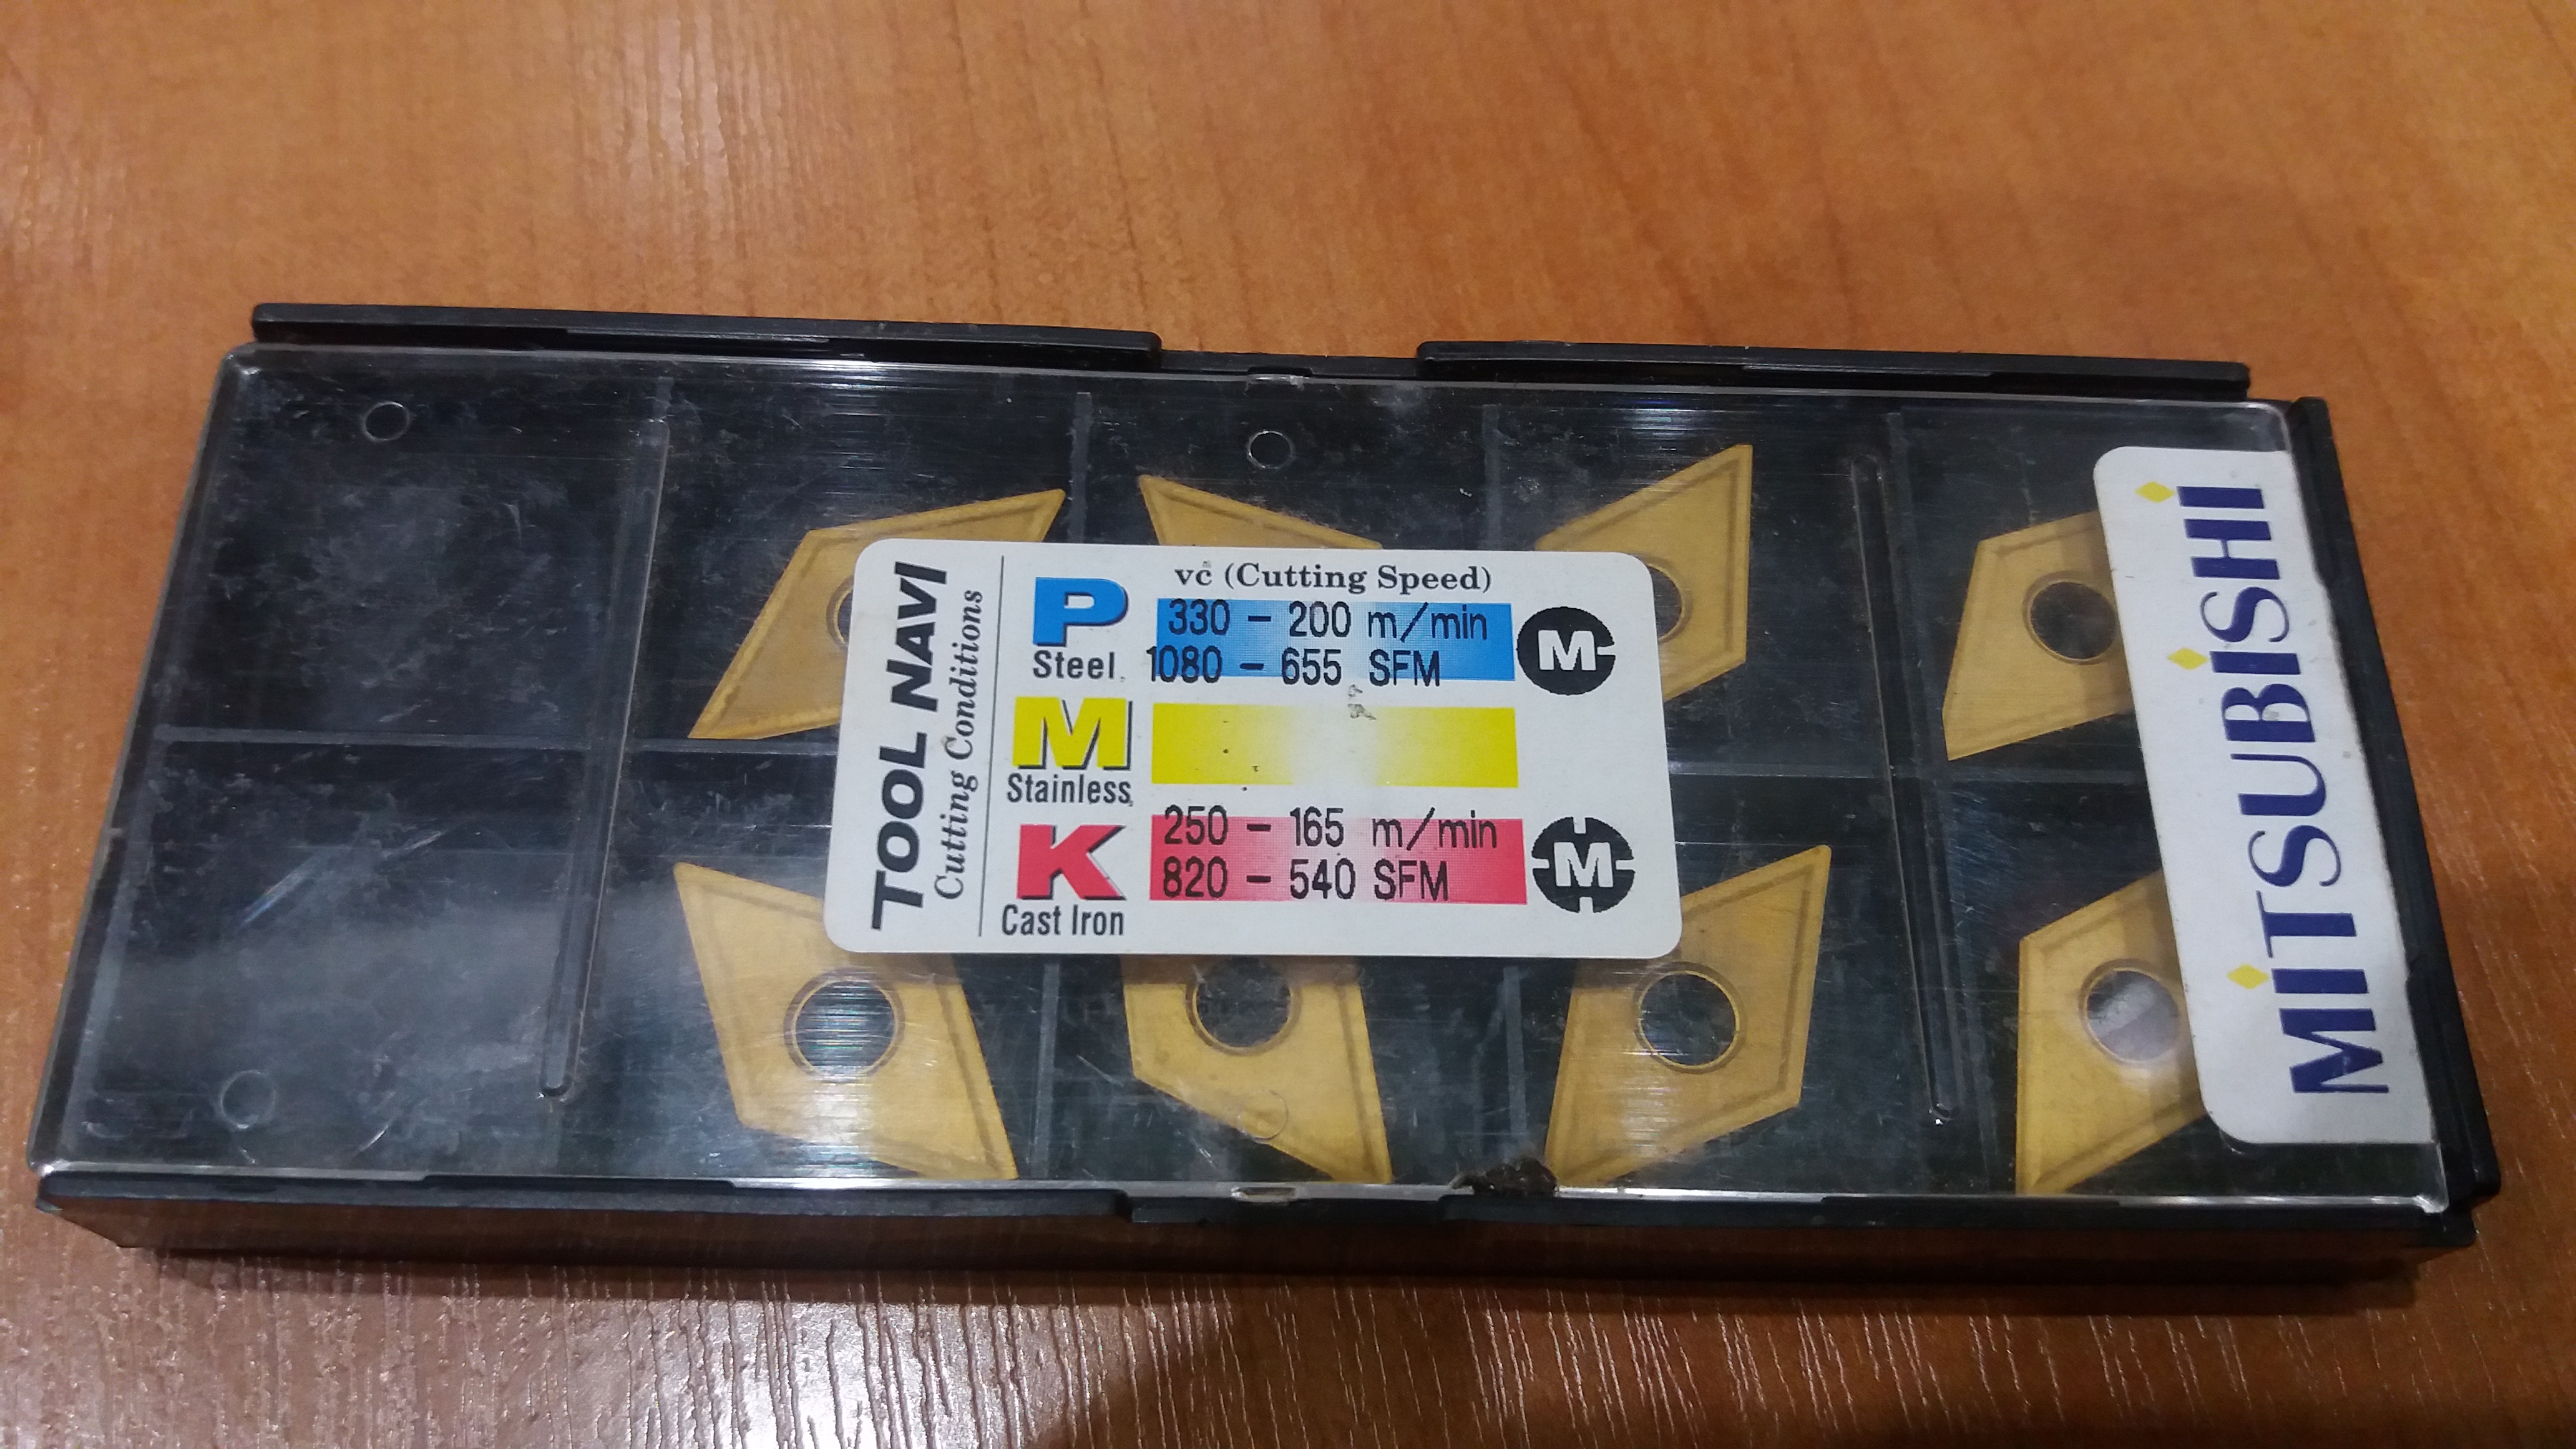 TOOL NAVI
Cutting Conditions
vc (Cutting Speed)
P
Steel
330 - 200 m/min
1080 - 655 SFM
M
M
Stainless
K
Cast Iron
250 - 165 m/min
820 - 540 SFM
M
MITSUBISHI